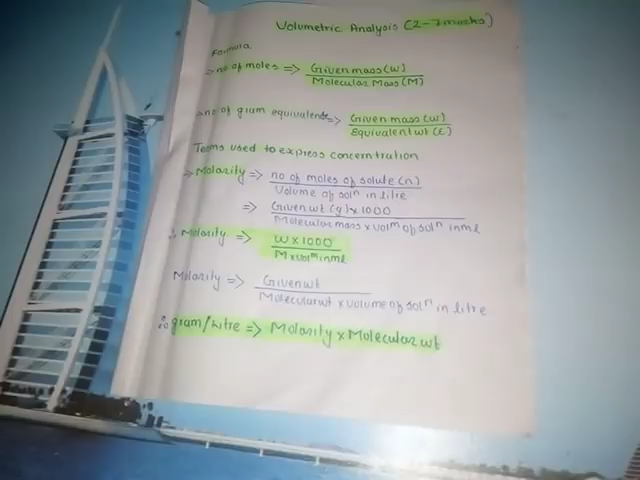 Volumetric Analysis (2-7 marks)
Formula
→ no of moles => Given mass (w) / Molecular Mass (M)
→ no of gram equivalents => Given mass (w) / Equivalent wt (E)
Terms used to express concentration
→ Molarity => no of moles of solute (n) / Volume of solⁿ in litre
=> Given wt (g) x 1000 / Molecular mass x volᵐ of solⁿ in ml
∴ Molarity => W x 1000 / M x volᵐ in ml
Molarity => Given wt / Molecular wt x volume of solⁿ in litre
∴ gram/Litre => Molarity x Molecular wt